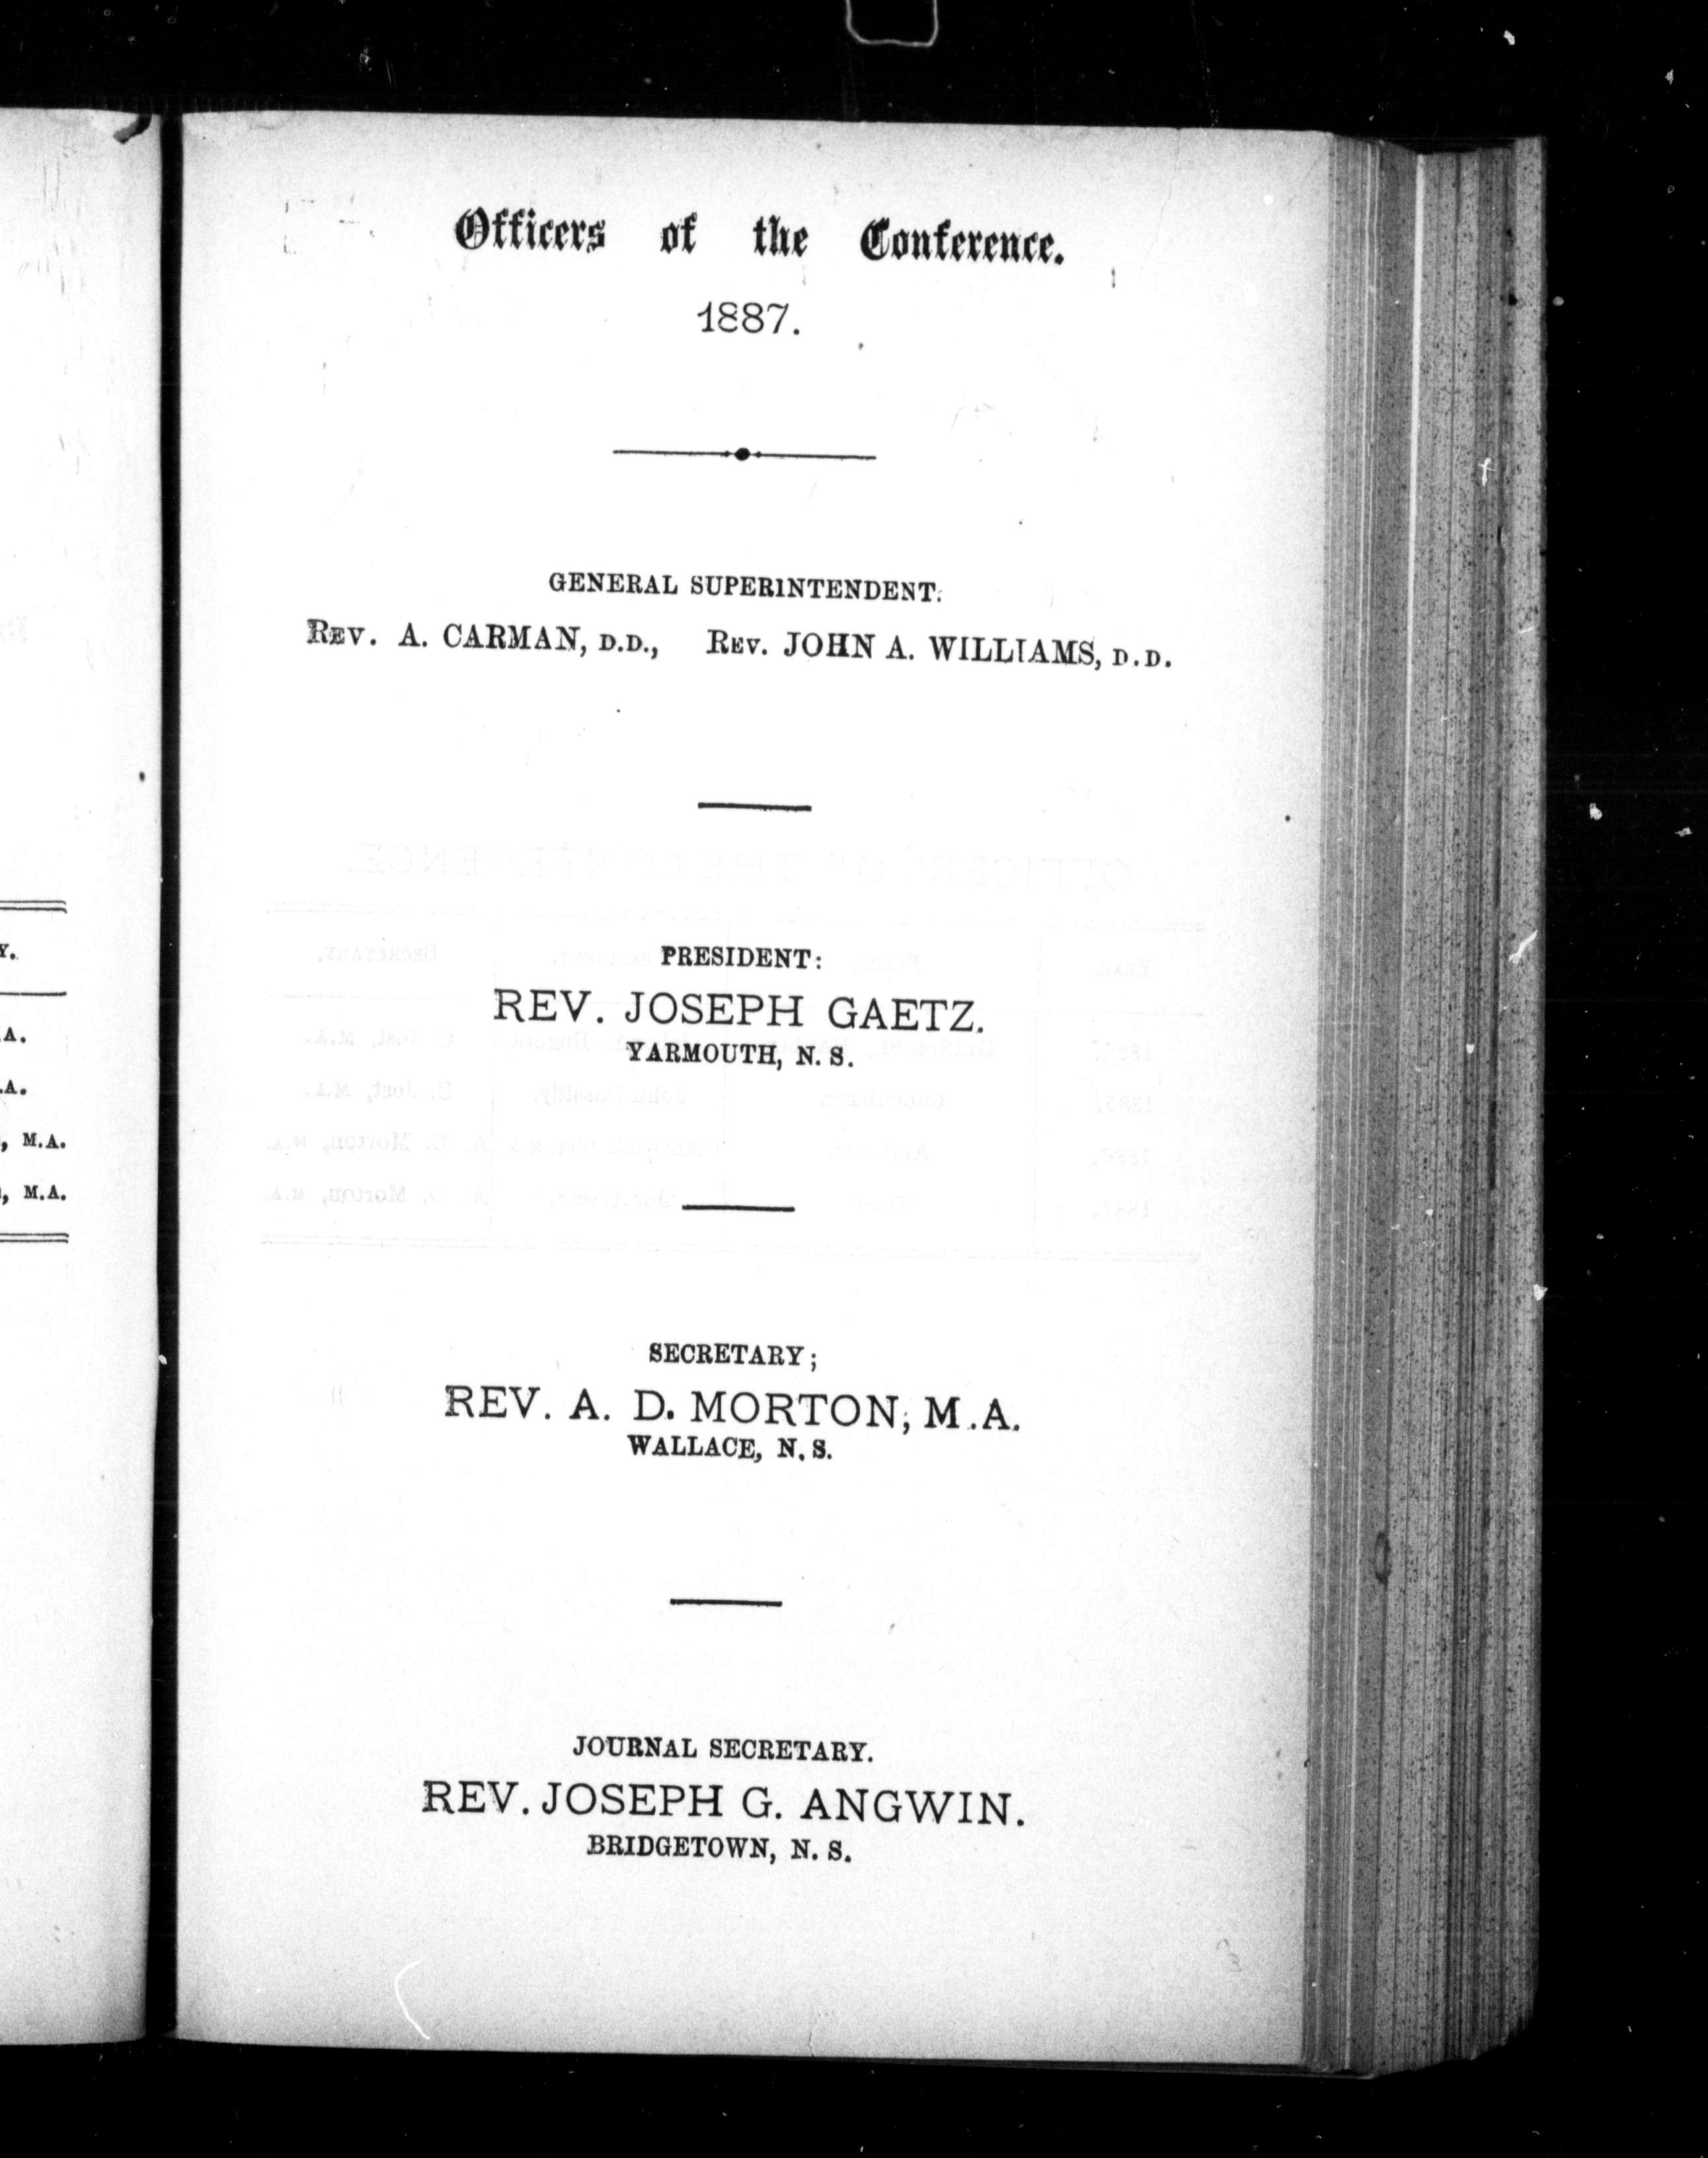 Officers of the Conference.
1887.
GENERAL SUPERINTENDENT:
REV. A. CARMAN, D.D., REV. JOHN A. WILLIAMS, D.D.
PRESIDENT:
REV. JOSEPH GAETZ.
YARMOUTH, N. S.
SECRETARY;
REV. A. D. MORTON, M.A.
WALLACE, N. S.
JOURNAL SECRETARY.
REV. JOSEPH G. ANGWIN.
BRIDGETOWN, N. S.
Y.
.A.
.A.
, M.A.
, M.A.